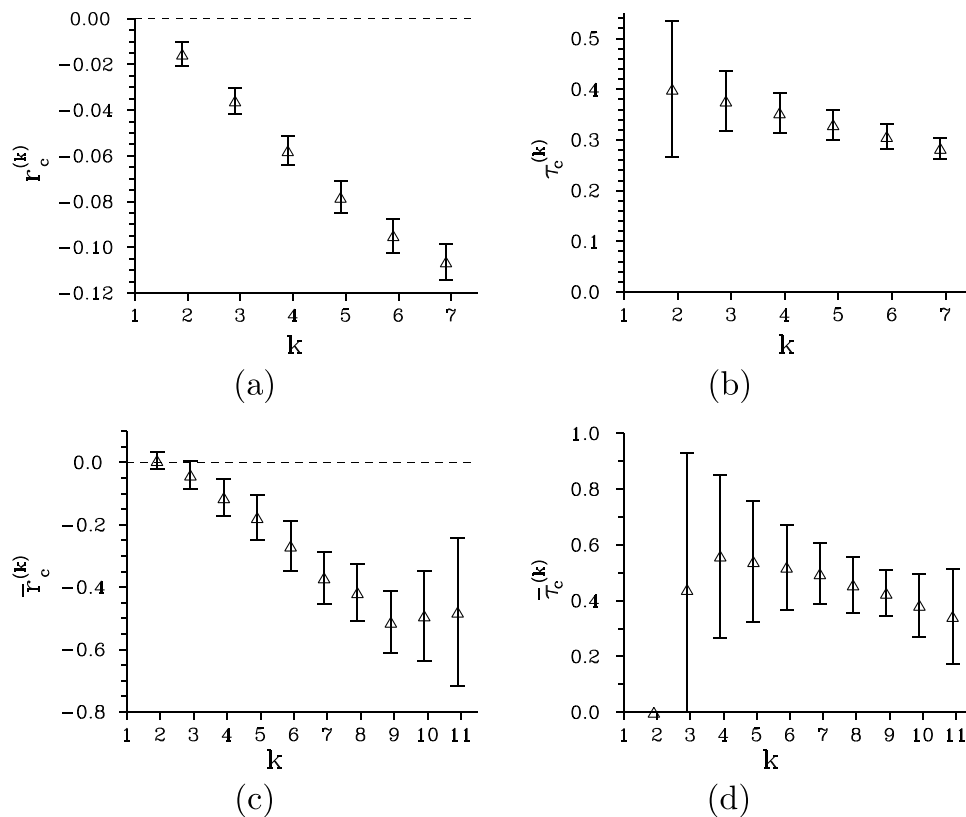 0.00
−0.02
−0.04
−0.06
−0.08
−0.10
−0.12
r_c^(k)
1 2 3 4 5 6 7
k
(a)
0.5
0.4
0.3
0.2
0.1
0.0
τ_c^(k)
1 2 3 4 5 6 7
k
(b)
0.0
−0.2
−0.4
−0.6
−0.8
r̅_c^(k)
1 2 3 4 5 6 7 8 9 10 11
k
(c)
1.0
0.8
0.6
0.4
0.2
0.0
τ̅_c^(k)
1 2 3 4 5 6 7 8 9 10 11
k
(d)